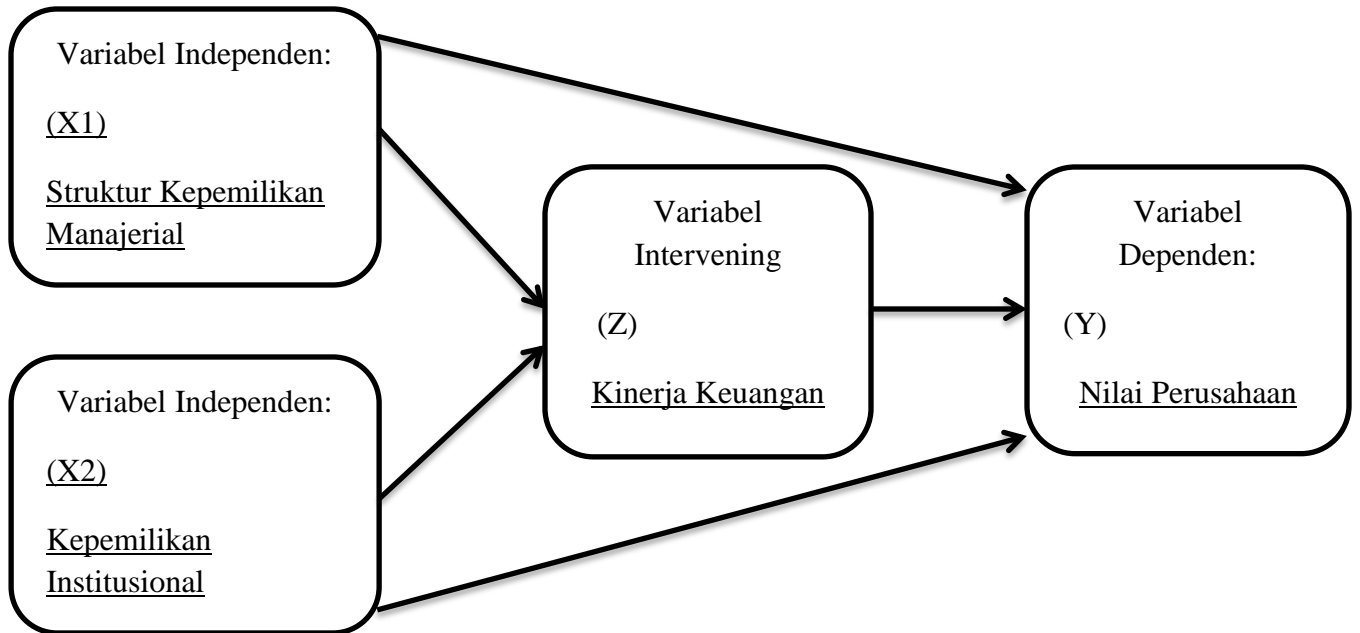 Variabel Independen:
(X1)
Struktur Kepemilikan
Manajerial
Variabel Independen:
(X2)
Kepemilikan
Institusional
Variabel
Intervening
(Z)
Kinerja Keuangan
Variabel
Dependen:
(Y)
Nilai Perusahaan